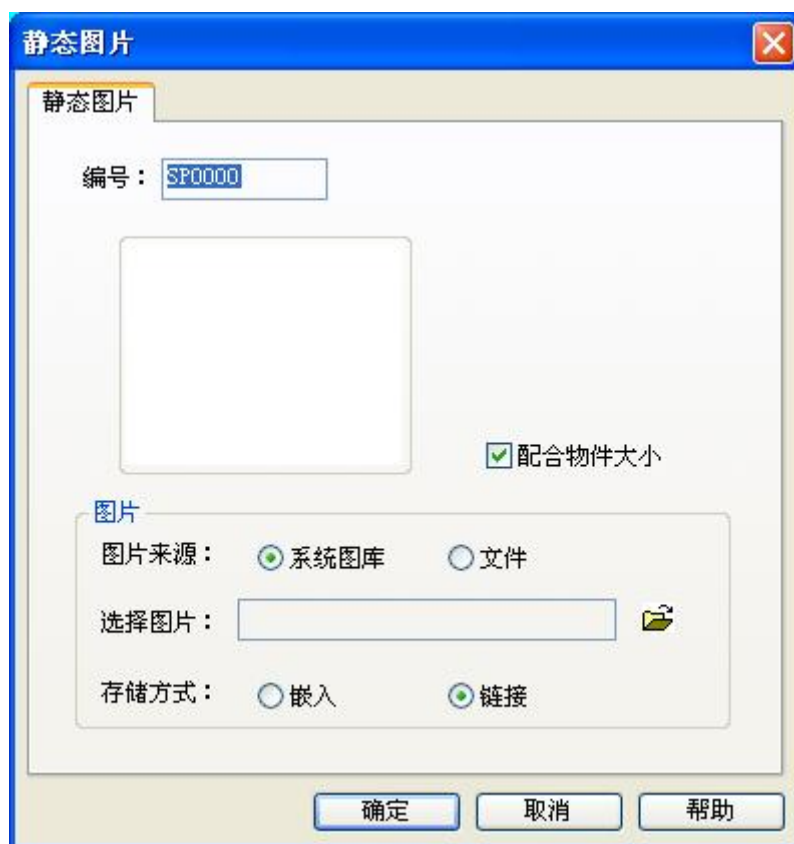 静态图片
静态图片
编号： SP0000
配合物件大小
图片
图片来源： 系统图库 文件
选择图片：
存储方式： 嵌入 链接
确定 取消 帮助